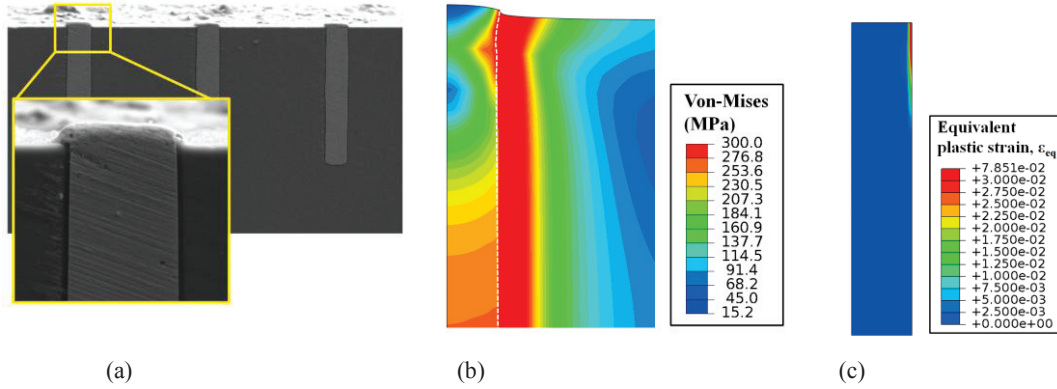 Von-Mises
(MPa)
300.0
276.8
253.6
230.5
207.3
184.1
160.9
137.7
114.5
91.4
68.2
45.0
15.2
Equivalent
plastic strain, εeq
+7.851e-02
+3.000e-02
+2.750e-02
+2.500e-02
+2.250e-02
+2.000e-02
+1.750e-02
+1.500e-02
+1.250e-02
+1.000e-02
+7.500e-03
+5.000e-03
+2.500e-03
+0.000e+00
(a)
(b)
(c)